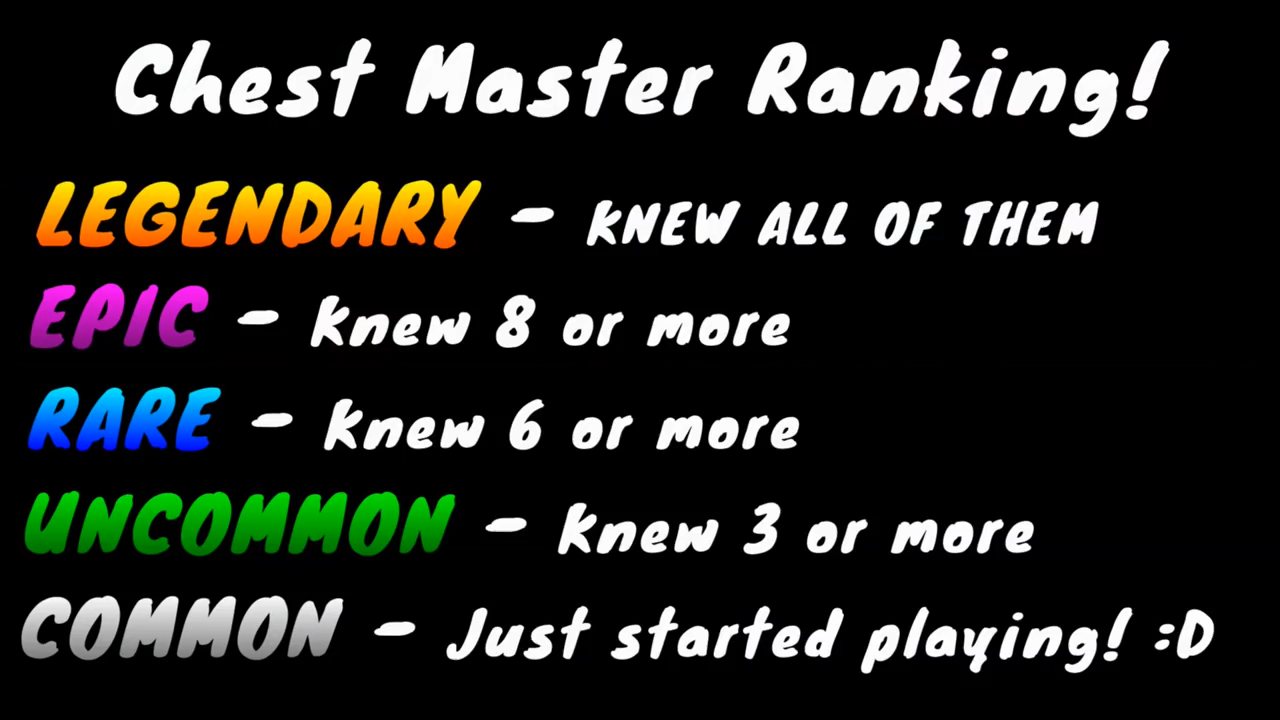 Chest Master Ranking!
LEGENDARY - KNEW ALL OF THEM
EPIC - Knew 8 or more
RARE - Knew 6 or more
UNCOMMON - Knew 3 or more
COMMON - Just started playing! :D